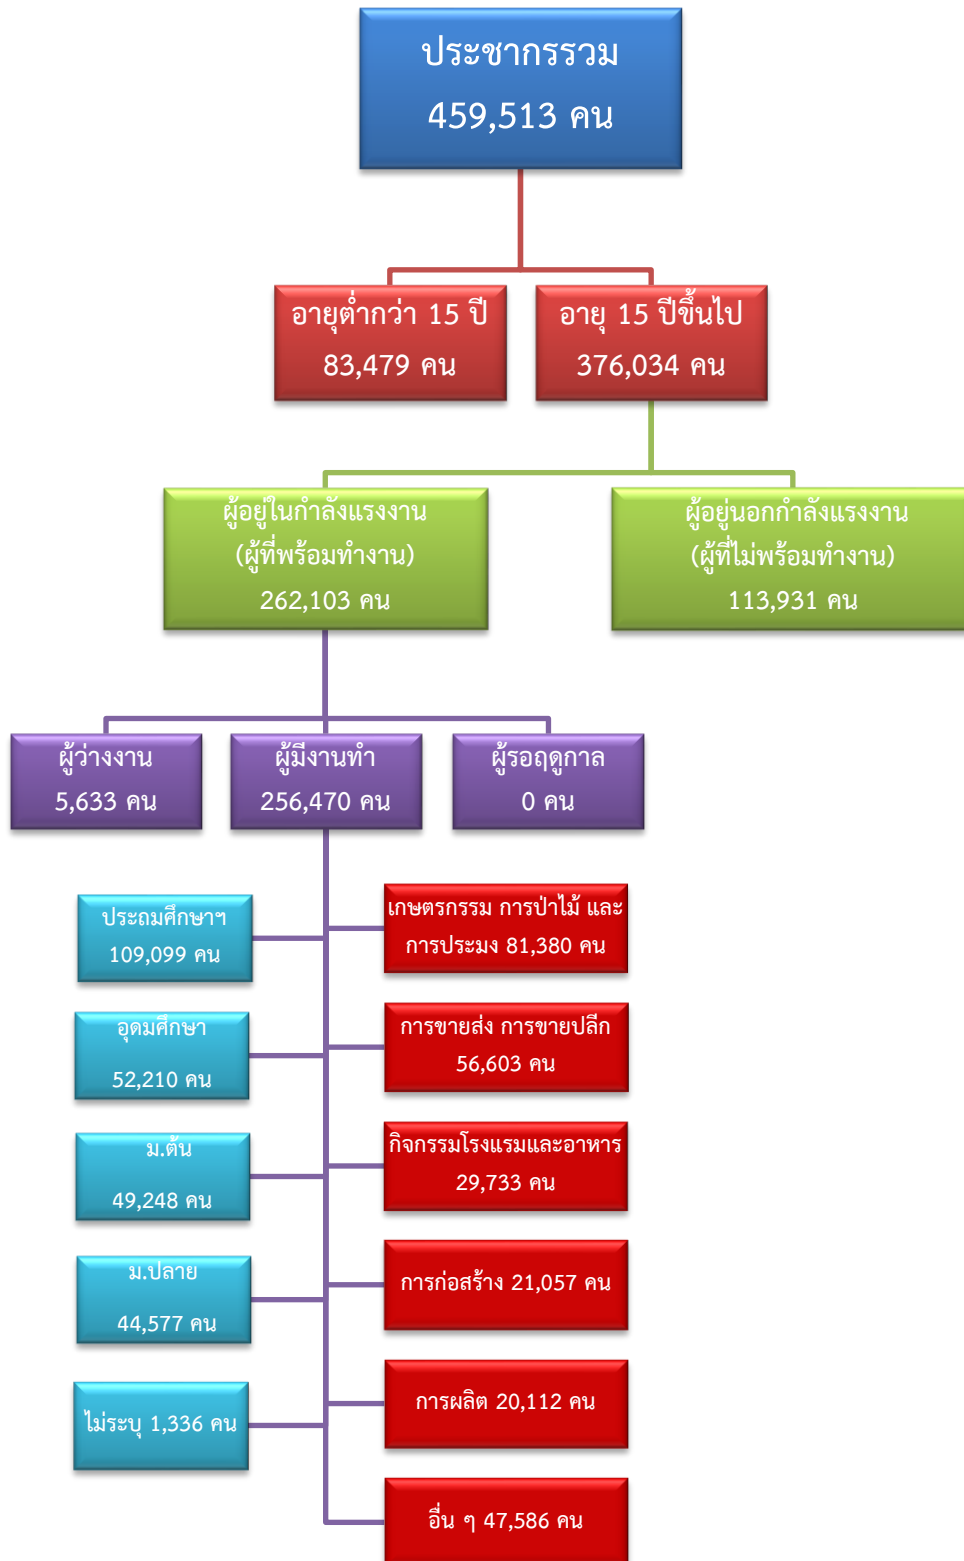 ประชากรรวม
459,513 คน
อายุต่ำกว่า 15 ปี
83,479 คน
อายุ 15 ปีขึ้นไป
376,034 คน
ผู้อยู่ในกำลังแรงงาน
(ผู้ที่พร้อมทำงาน)
262,103 คน
ผู้อยู่นอกกำลังแรงงาน
(ผู้ที่ไม่พร้อมทำงาน)
113,931 คน
ผู้ว่างงาน
5,633 คน
ผู้มีงานทำ
256,470 คน
ผู้รอฤดูกาล
0 คน
ประถมศึกษาฯ
109,099 คน
อุดมศึกษา
52,210 คน
ม.ต้น
49,248 คน
ม.ปลาย
44,577 คน
ไม่ระบุ 1,336 คน
เกษตรกรรม การป่าไม้ และ
การประมง 81,380 คน
การขายส่ง การขายปลีก
56,603 คน
กิจกรรมโรงแรมและอาหาร
29,733 คน
การก่อสร้าง 21,057 คน
การผลิต 20,112 คน
อื่น ๆ 47,586 คน